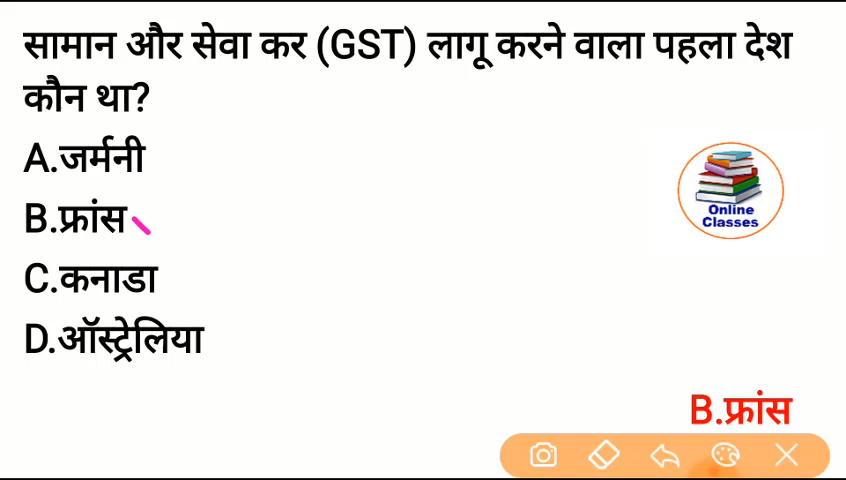 सामान और सेवा कर (GST) लागू करने वाला पहला देश
कौन था?
A.जर्मनी
B.फ्रांस
C.कनाडा
D.ऑस्ट्रेलिया
Online
Classes
B.फ्रांस